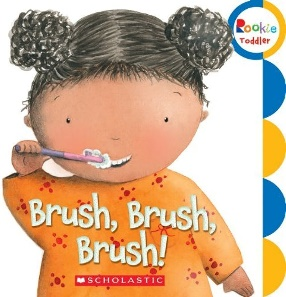 Rookie
Toddler
Brush, Brush,
Brush!
SCHOLASTIC